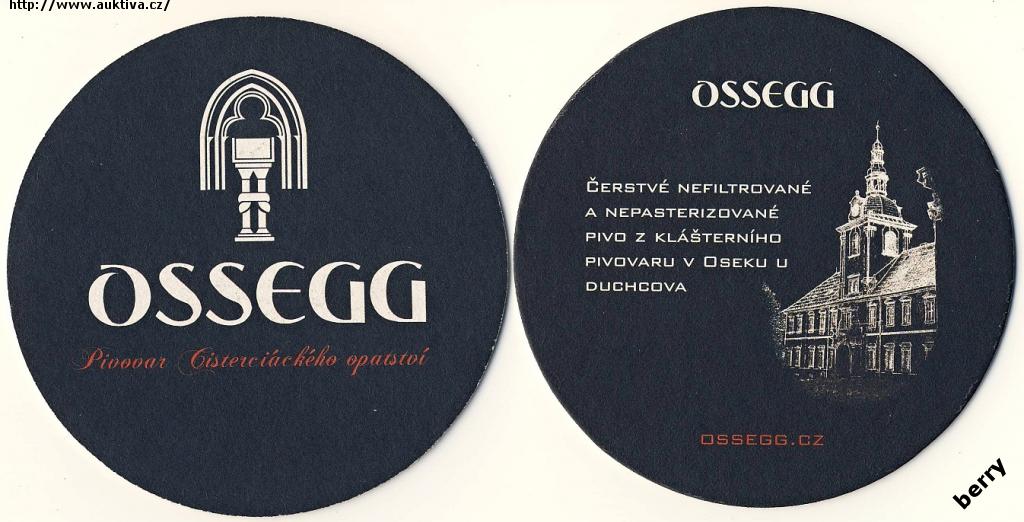 http://www.auktiva.cz/
OSSEGG
Pivovar Cisterciáckého opatství
OSSEGG
Čerstvé nefiltrované
a nepasterizované
pivo z klášterního
pivovaru v Oseku u
Duchcova
ossegg.cz
berry